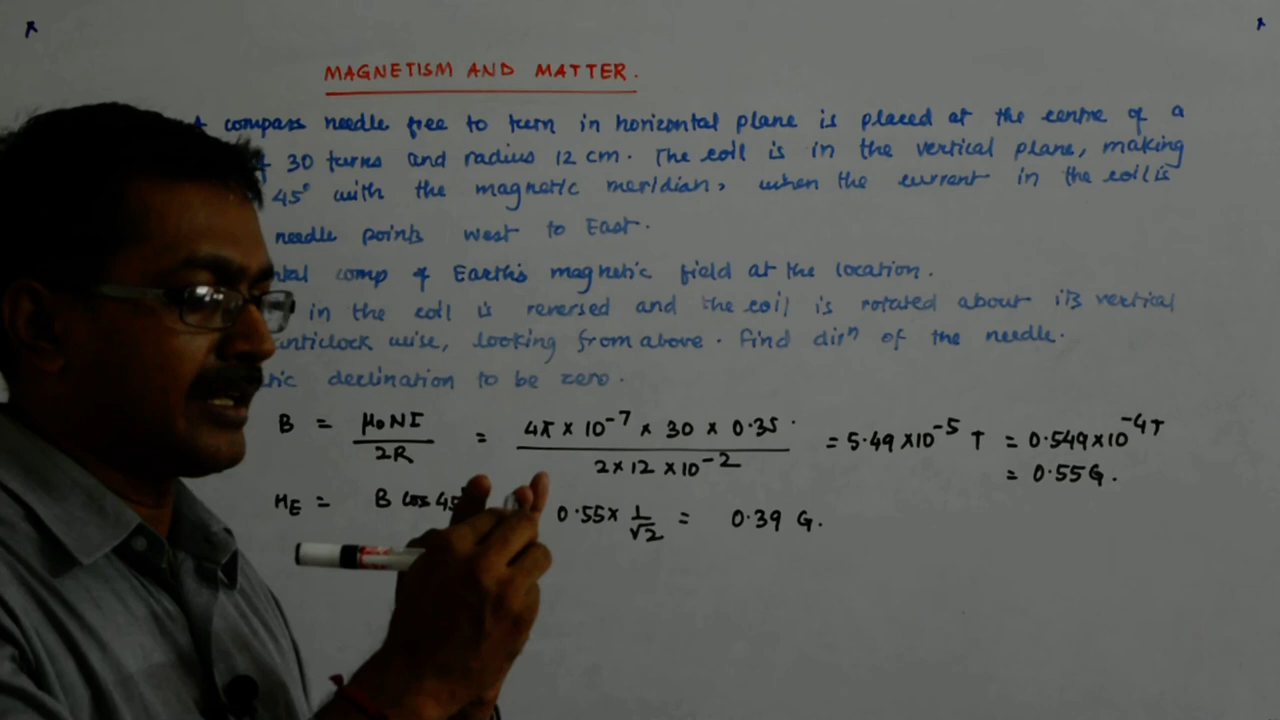 MAGNETISM AND MATTER.
A compass needle free to turn in horizontal plane is placed at the centre of a
30 turns and radius 12 cm. The coil is in the vertical plane, making
45° with the magnetic meridian, when the current in the coil is
needle points west to East.
comp of Earth's magnetic field at the location.
in the coil is reversed and the coil is rotated about its vertical
anticlock wise, looking from above. Find dirⁿ of the needle.
declination to be zero.
B = μ₀NI / 2R = 4π × 10⁻⁷ × 30 × 0.35 / 2 × 12 × 10⁻² = 5.49 × 10⁻⁵ T = 0.549 × 10⁻⁴ T
= 0.55 G.
H_E = B cos 45 0.55 × 1/√2 = 0.39 G.